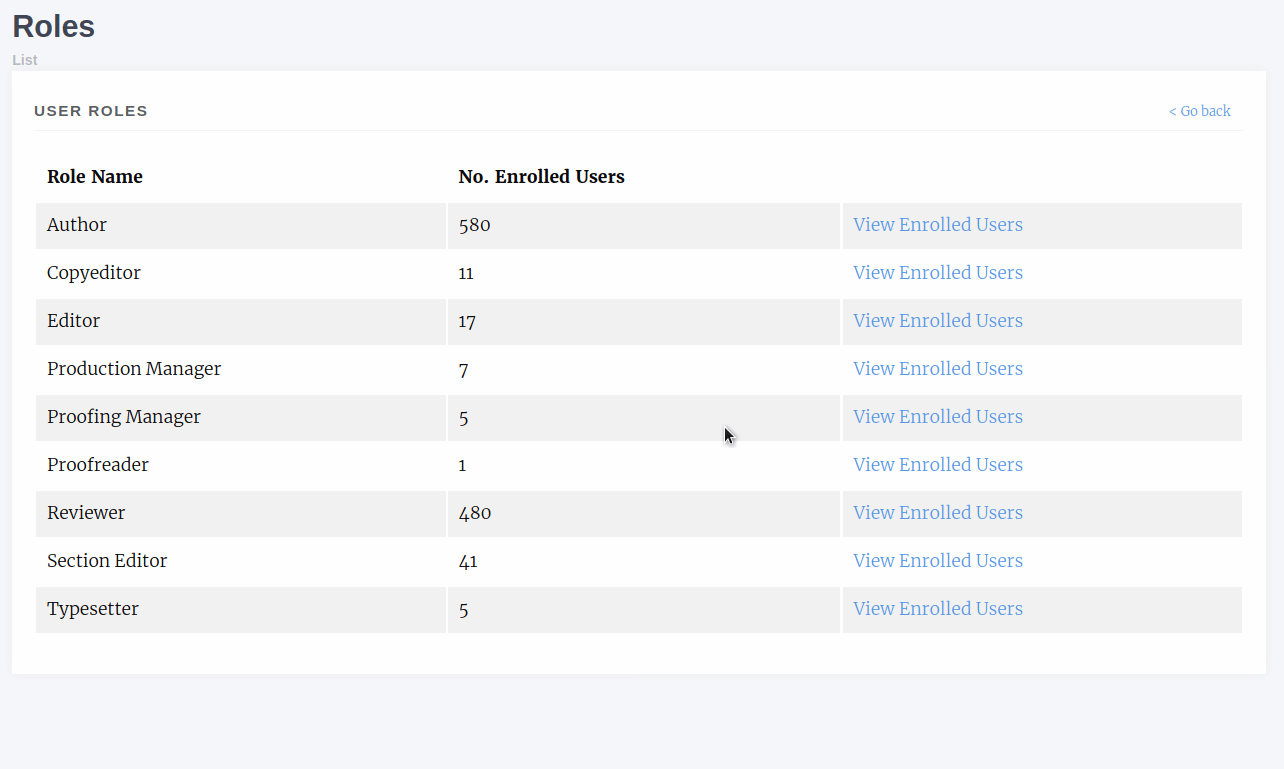 Roles
List
USER ROLES < Go back
Role Name No. Enrolled Users
Author 580 View Enrolled Users
Copyeditor 11 View Enrolled Users
Editor 17 View Enrolled Users
Production Manager 7 View Enrolled Users
Proofing Manager 5 View Enrolled Users
Proofreader 1 View Enrolled Users
Reviewer 480 View Enrolled Users
Section Editor 41 View Enrolled Users
Typesetter 5 View Enrolled Users